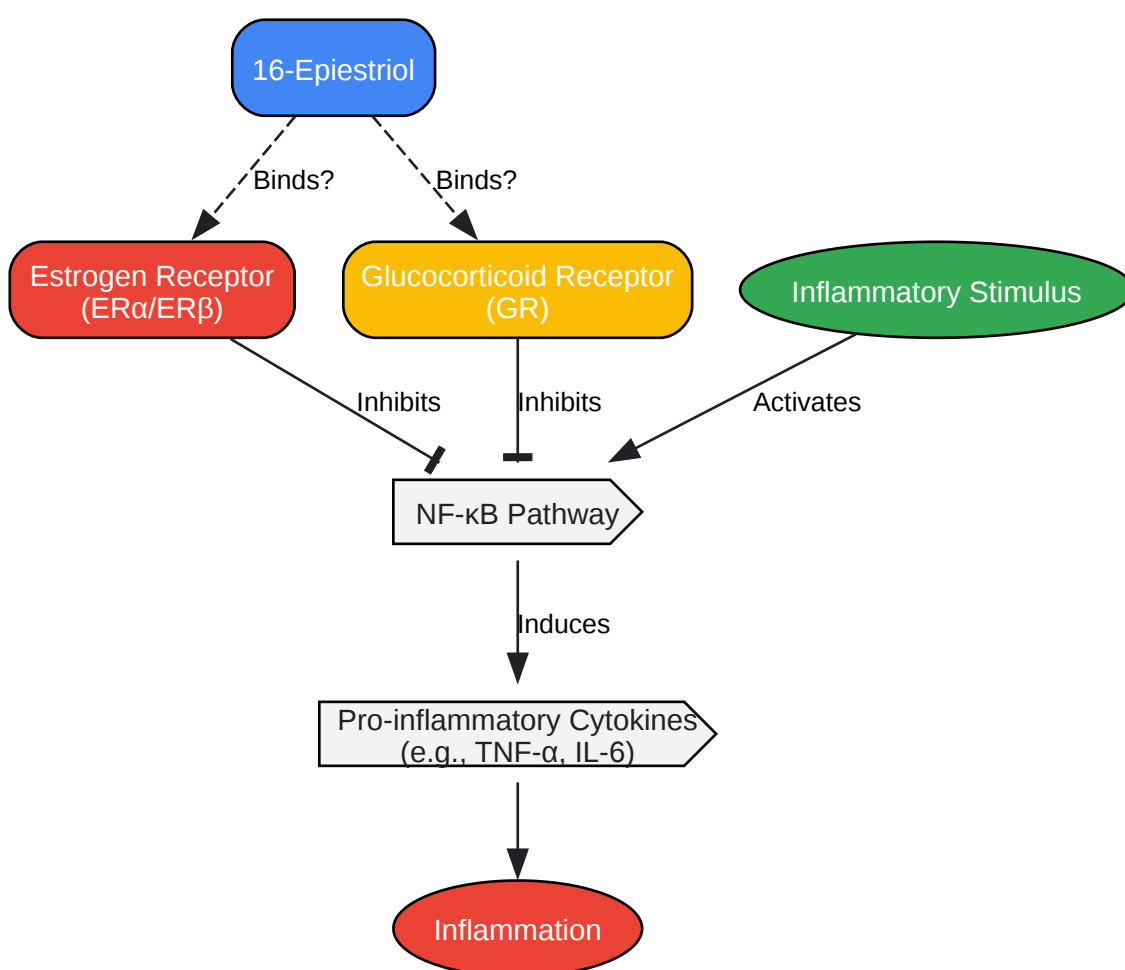 16-Epiestriol
Binds?
Binds?
Estrogen Receptor
(ERα/ERβ)
Glucocorticoid Receptor
(GR)
Inflammatory Stimulus
Inhibits
Inhibits
Activates
NF-κB Pathway
Induces
Pro-inflammatory Cytokines
(e.g., TNF-α, IL-6)
Inflammation